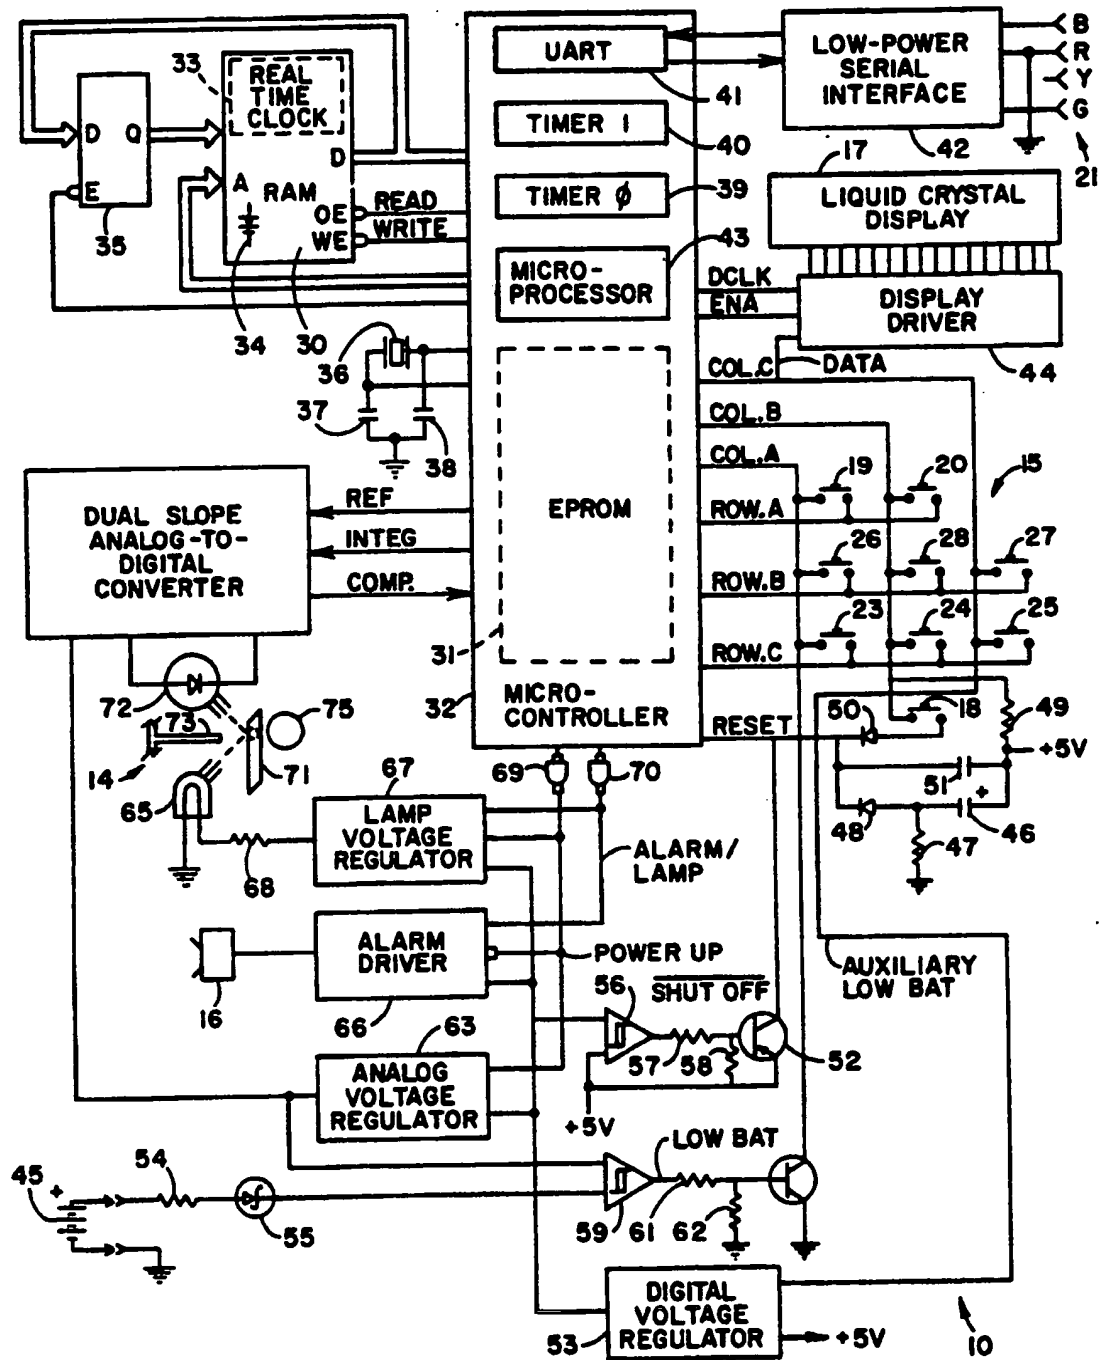 UART
41
TIMER 1
40
TIMER ϕ
39
43
MICRO-
PROCESSOR
EPROM
31
32
MICRO-
CONTROLLER
33
REAL
TIME
CLOCK
D
Q
E
35
D
A
RAM
OE
WE
READ
WRITE
34
30
36
37
38
LOW-POWER
SERIAL
INTERFACE
42
B
R
Y
G
21
17
LIQUID CRYSTAL
DISPLAY
DCLK
ENA
DISPLAY
DRIVER
44
COL.C
DATA
COL.B
COL.A
19
20
15
ROW.A
26
28
27
ROW.B
23
24
25
ROW.C
DUAL SLOPE
ANALOG-TO-
DIGITAL
CONVERTER
REF
INTEG
COMP.
72
73
75
14
71
65
68
RESET
50
18
49
+5V
51
+
48
46
47
69
70
67
LAMP
VOLTAGE
REGULATOR
ALARM/
LAMP
ALARM
DRIVER
16
66
POWER UP
AUXILIARY
LOW BAT
56
SHUT OFF
57
58
52
+5V
63
ANALOG
VOLTAGE
REGULATOR
LOW BAT
45
+
54
55
59
61
62
DIGITAL
VOLTAGE
REGULATOR
53
+5V
10